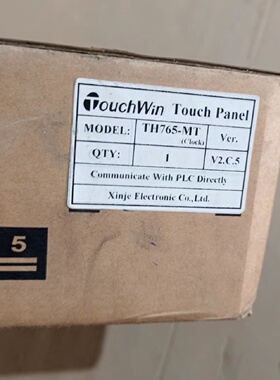 TouchWin Touch Panel
MODEL: TH765-MT (Clock) Ver.
QTY: 1 V2.C.5
Communicate With PLC Directly
Xinje Electronic Co.,Ltd.
5